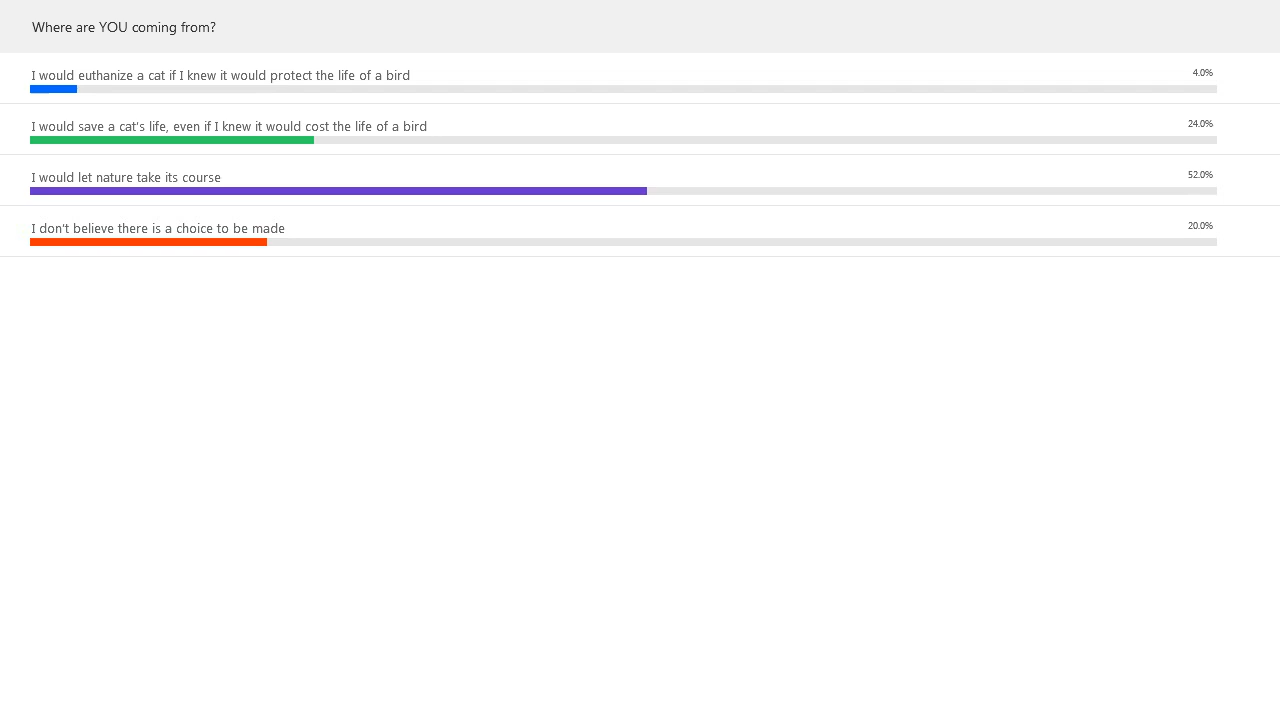 Where are YOU coming from?
I would euthanize a cat if I knew it would protect the life of a bird
4.0%
I would save a cat's life, even if I knew it would cost the life of a bird
24.0%
I would let nature take its course
52.0%
I don't believe there is a choice to be made
20.0%